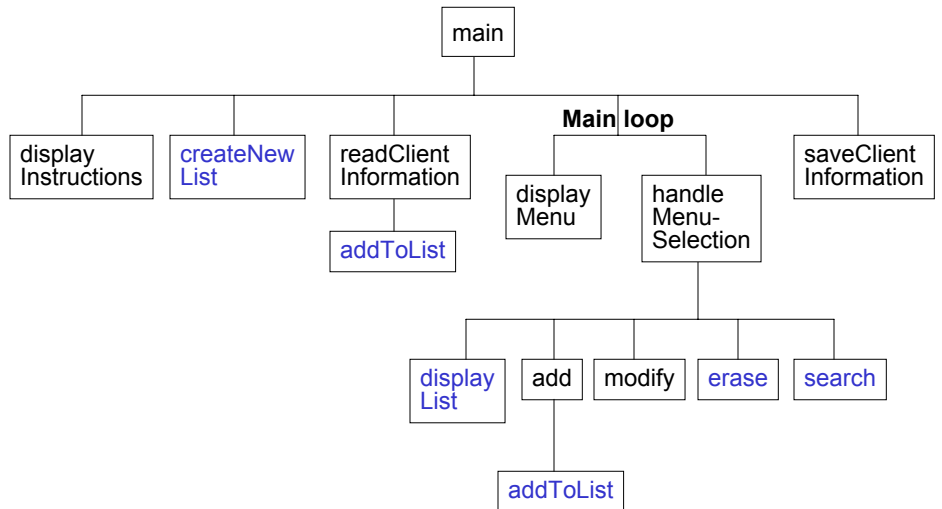 main
Main loop
display
Instructions
createNew
List
readClient
Information
saveClient
Information
display
Menu
handle
Menu-
Selection
addToList
display
List
add
modify
erase
search
addToList